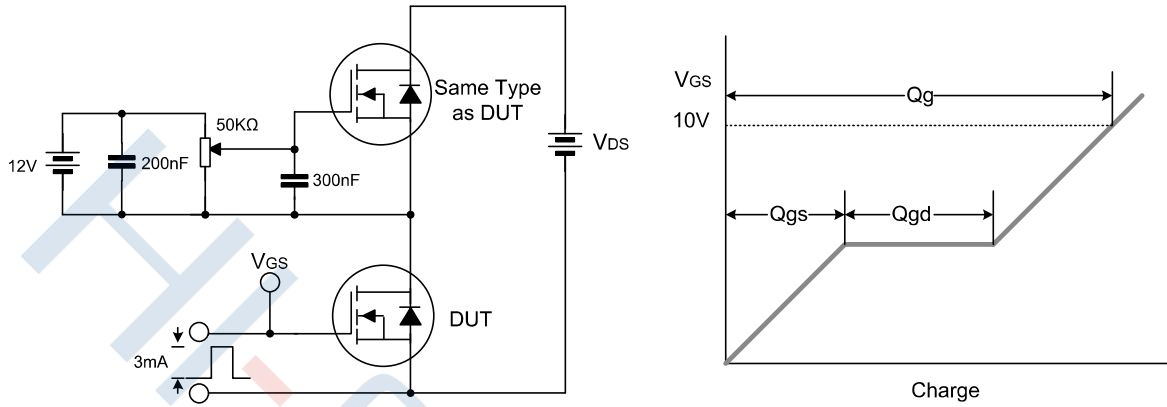 Same Type
as DUT
50KΩ
12V
200nF
300nF
VDS
VGS
DUT
3mA
VGS
10V
Qg
Qgs
Qgd
Charge